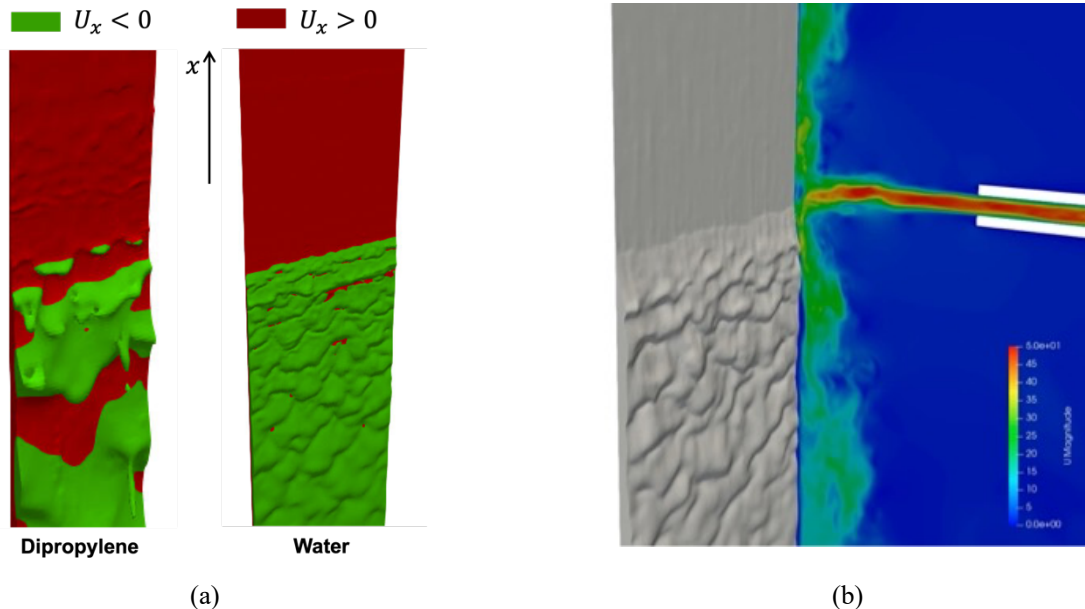 U_x < 0
U_x > 0
x
Dipropylene
Water
5.0e+01
45
40
35
30
25
20
15
10
5
0.0e+00
U Magnitude
(a)
(b)